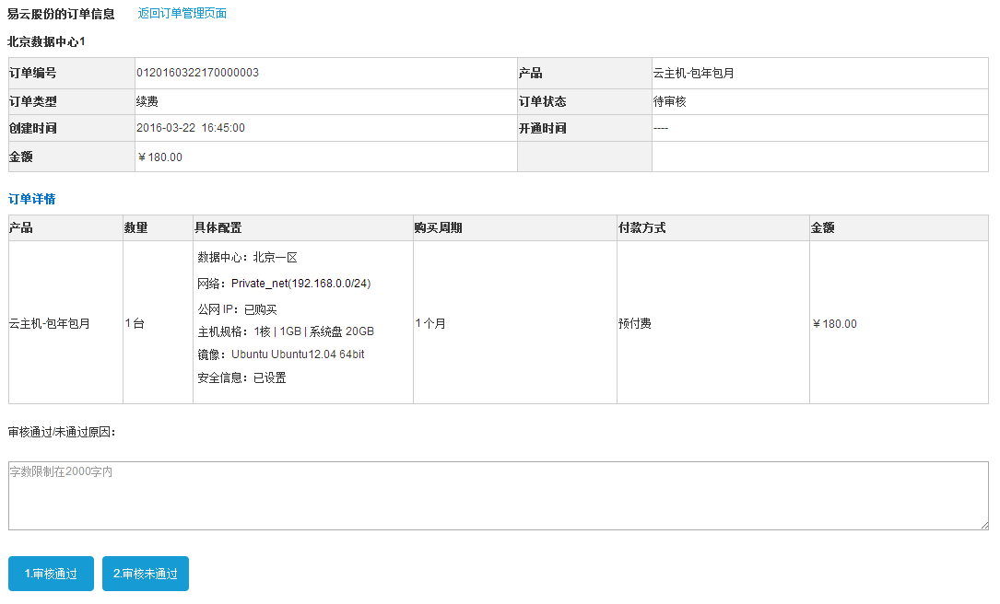 易云股份的订单信息 返回订单管理页面
北京数据中心1
订单编号 0120160322170000003 产品 云主机-包年包月
订单类型 续费 订单状态 待审核
创建时间 2016-03-22 16:45:00 开通时间 ----
金额 ￥180.00
订单详情
产品 数量 具体配置 购买周期 付款方式 金额
数据中心：北京一区
网络：Private_net(192.168.0.0/24)
公网 IP：已购买
云主机-包年包月 1 台 1 个月 预付费 ￥180.00
主机规格：1核 | 1GB | 系统盘 20GB
镜像：Ubuntu Ubuntu12.04 64bit
安全信息：已设置
审核通过/未通过原因：
字数限制在2000字内
1.审核通过 2.审核未通过